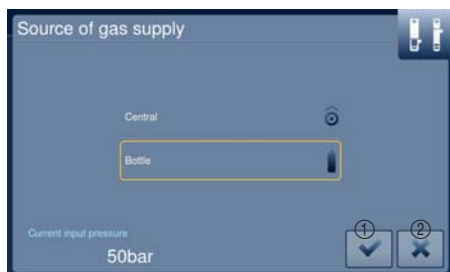 Source of gas supply
Central
Bottle
① ②
Current input pressure
50bar